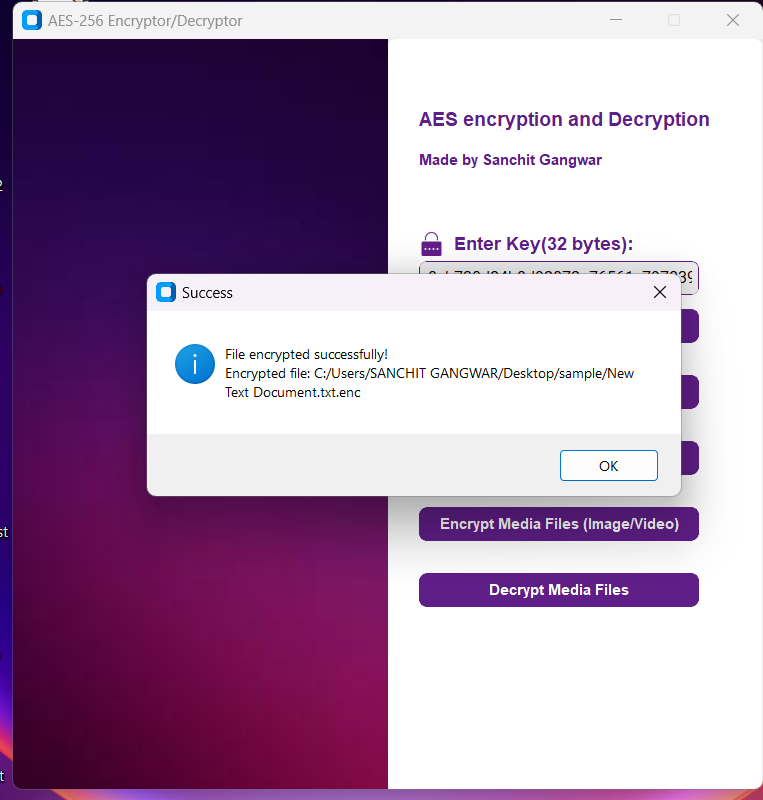 AES-256 Encryptor/Decryptor
AES encryption and Decryption
Made by Sanchit Gangwar
Enter Key(32 bytes):
Success
File encrypted successfully!
Encrypted file: C:/Users/SANCHIT GANGWAR/Desktop/sample/New
Text Document.txt.enc
OK
Encrypt Media Files (Image/Video)
Decrypt Media Files